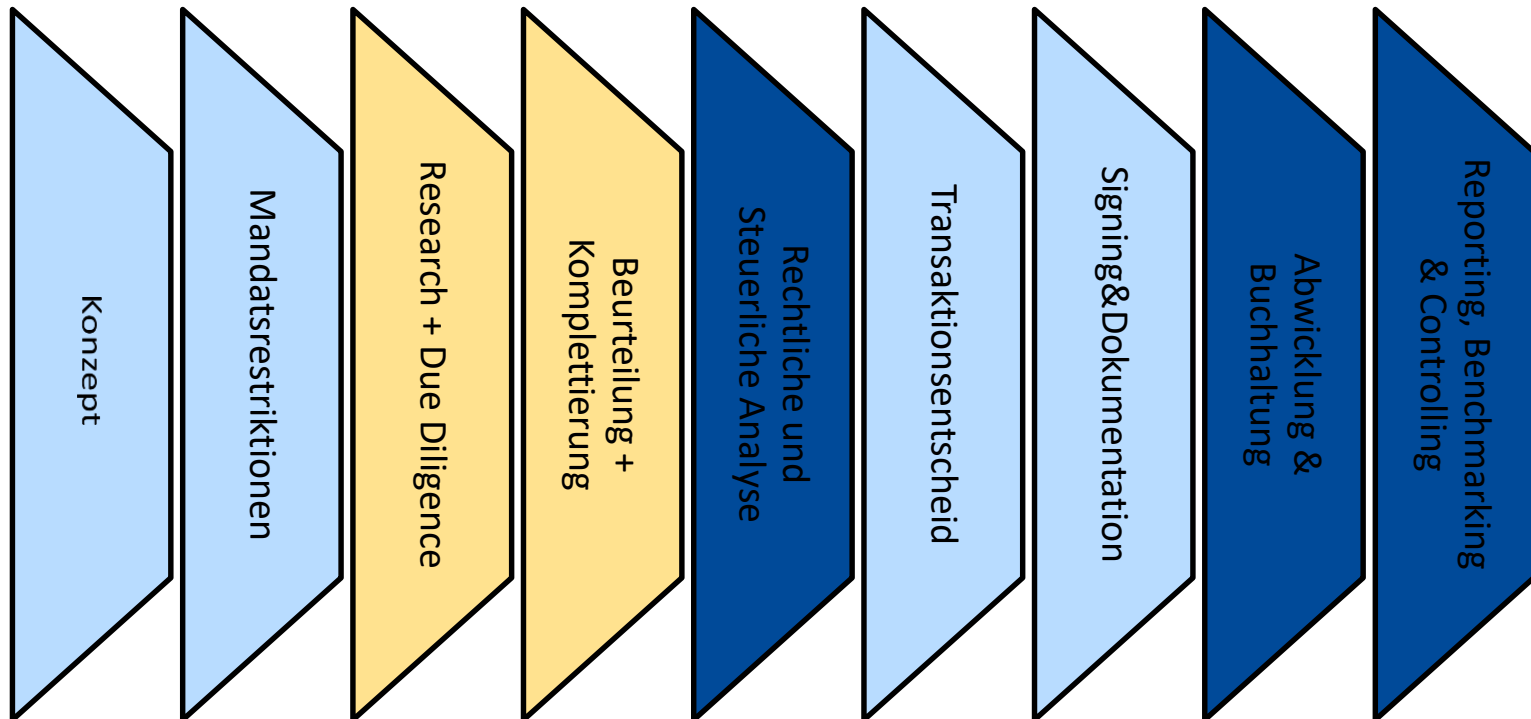 Konzept
Mandatsrestriktionen
Research + Due Diligence
Beurteilung +
Komplettierung
Rechtliche und
Steuerliche Analyse
Transaktionsentscheid
Signing&Dokumentation
Abwicklung &
Buchhaltung
Reporting, Benchmarking
& Controlling